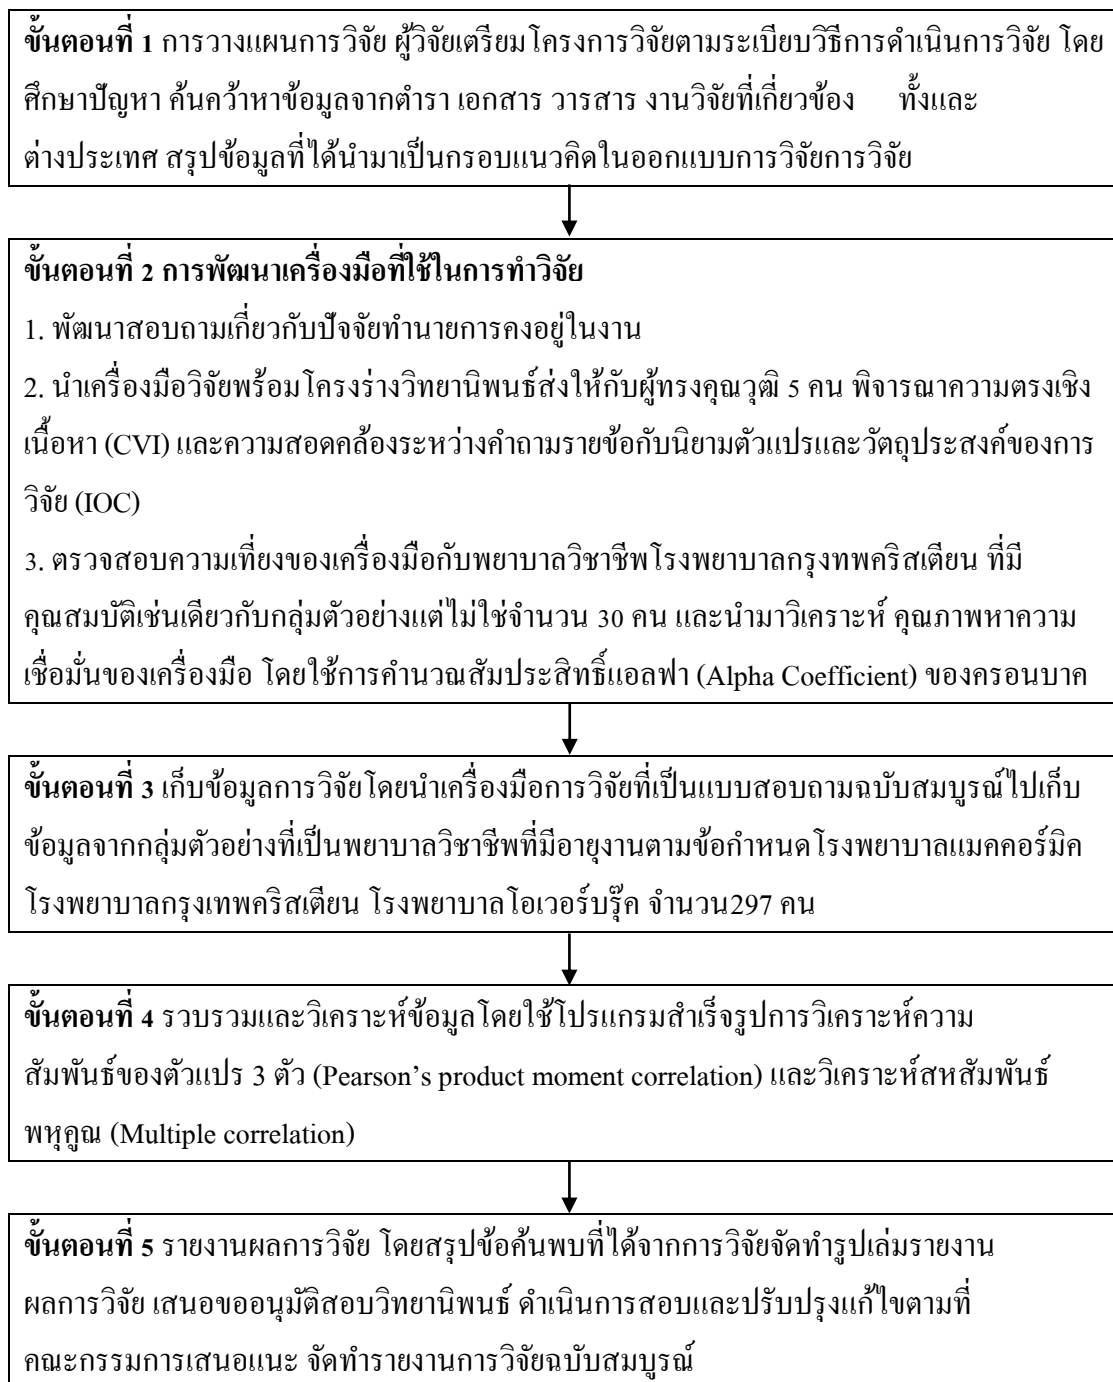 ขั้นตอนที่ 1 การวางแผนการวิจัย ผู้วิจัยเตรียมโครงการวิจัยตามระเบียบวิธีการดำเนินการวิจัย โดย
ศึกษาปัญหา ค้นคว้าหาข้อมูลจากตำรา เอกสาร วารสาร งานวิจัยที่เกี่ยวข้อง ทั้งและ
ต่างประเทศ สรุปข้อมูลที่ได้นำมาเป็นกรอบแนวคิดในออกแบบการวิจัยการวิจัย
ขั้นตอนที่ 2 การพัฒนาเครื่องมือที่ใช้ในการทำวิจัย
1. พัฒนาสอบถามเกี่ยวกับปัจจัยทำนายการคงอยู่ในงาน
2. นำเครื่องมือวิจัยพร้อมโครงร่างวิทยานิพนธ์ส่งให้กับผู้ทรงคุณวุฒิ 5 คน พิจารณาความตรงเชิง
เนื้อหา (CVI) และความสอดคล้องระหว่างคำถามรายข้อกับนิยามตัวแปรและวัตถุประสงค์ของการ
วิจัย (IOC)
3. ตรวจสอบความเที่ยงของเครื่องมือกับพยาบาลวิชาชีพโรงพยาบาลกรุงทพคริสเตียน ที่มี
คุณสมบัติเช่นเดียวกับกลุ่มตัวอย่างแต่ไม่ใช่จำนวน 30 คน และนำมาวิเคราะห์ คุณภาพหาความ
เชื่อมั่นของเครื่องมือ โดยใช้การคำนวณสัมประสิทธิ์แอลฟา (Alpha Coefficient) ของครอนบาค
ขั้นตอนที่ 3 เก็บข้อมูลการวิจัยโดยนำเครื่องมือการวิจัยที่เป็นแบบสอบถามฉบับสมบูรณ์ไปเก็บ
ข้อมูลจากกลุ่มตัวอย่างที่เป็นพยาบาลวิชาชีพที่มีอายุงานตามข้อกำหนดโรงพยาบาลแมคคอร์มิค
โรงพยาบาลกรุงเทพคริสเตียน โรงพยาบาลโอเวอร์บรุ๊ค จำนวน297 คน
ขั้นตอนที่ 4 รวบรวมและวิเคราะห์ข้อมูลโดยใช้โปรแกรมสำเร็จรูปการวิเคราะห์ความ
สัมพันธ์ของตัวแปร 3 ตัว (Pearson’s product moment correlation) และวิเคราะห์สหสัมพันธ์
พหุคูณ (Multiple correlation)
ขั้นตอนที่ 5 รายงานผลการวิจัย โดยสรุปข้อค้นพบที่ได้จากการวิจัยจัดทำรูปเล่มรายงาน
ผลการวิจัย เสนอขออนุมัติสอบวิทยานิพนธ์ ดำเนินการสอบและปรับปรุงแก้ไขตามที่
คณะกรรมการเสนอแนะ จัดทำรายงานการวิจัยฉบับสมบูรณ์